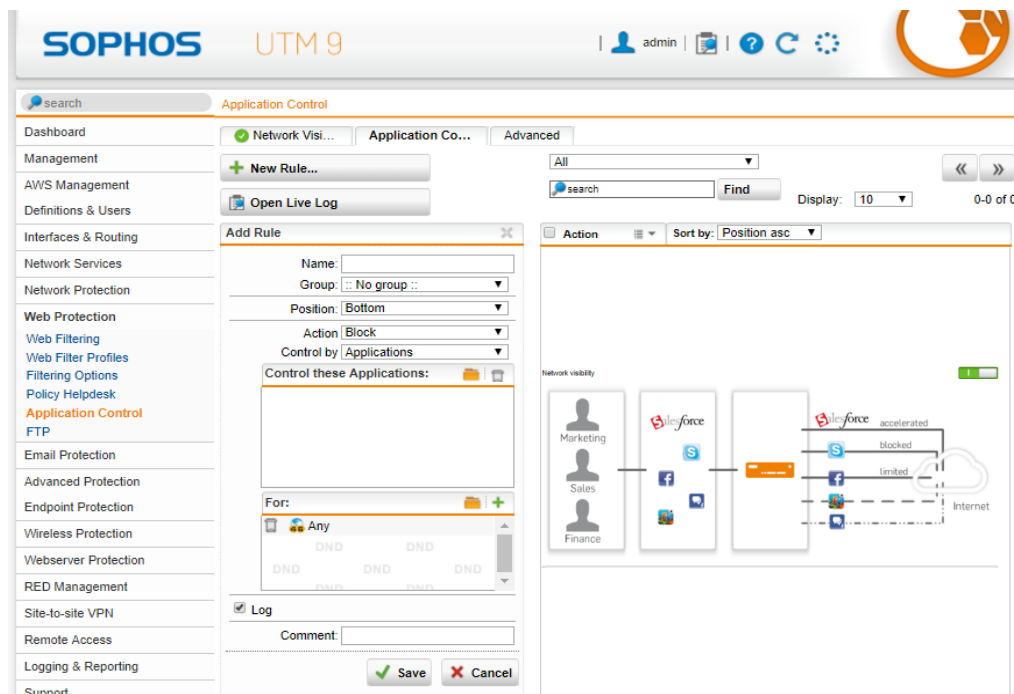 SOPHOS UTM 9
| admin | | ?
search
Application Control
Dashboard
Management
AWS Management
Definitions & Users
Interfaces & Routing
Network Services
Network Protection
Web Protection
Web Filtering
Web Filter Profiles
Filtering Options
Policy Helpdesk
Application Control
FTP
Email Protection
Advanced Protection
Endpoint Protection
Wireless Protection
Webserver Protection
RED Management
Site-to-site VPN
Remote Access
Logging & Reporting
Support
Network Visi... Application Co... Advanced
New Rule...
Open Live Log
All
search Find
Display: 10
0-0 of 0
Add Rule
Name:
Group: :: No group ::
Position: Bottom
Action Block
Control by Applications
Control these Applications:
For:
Any
DND DND
DND DND DND
DND DND
Log
Comment:
Save Cancel
Action Sort by: Position asc
Network visibility
Marketing
Sales
Finance
Salesforce
Salesforce accelerated
blocked
limited
Internet